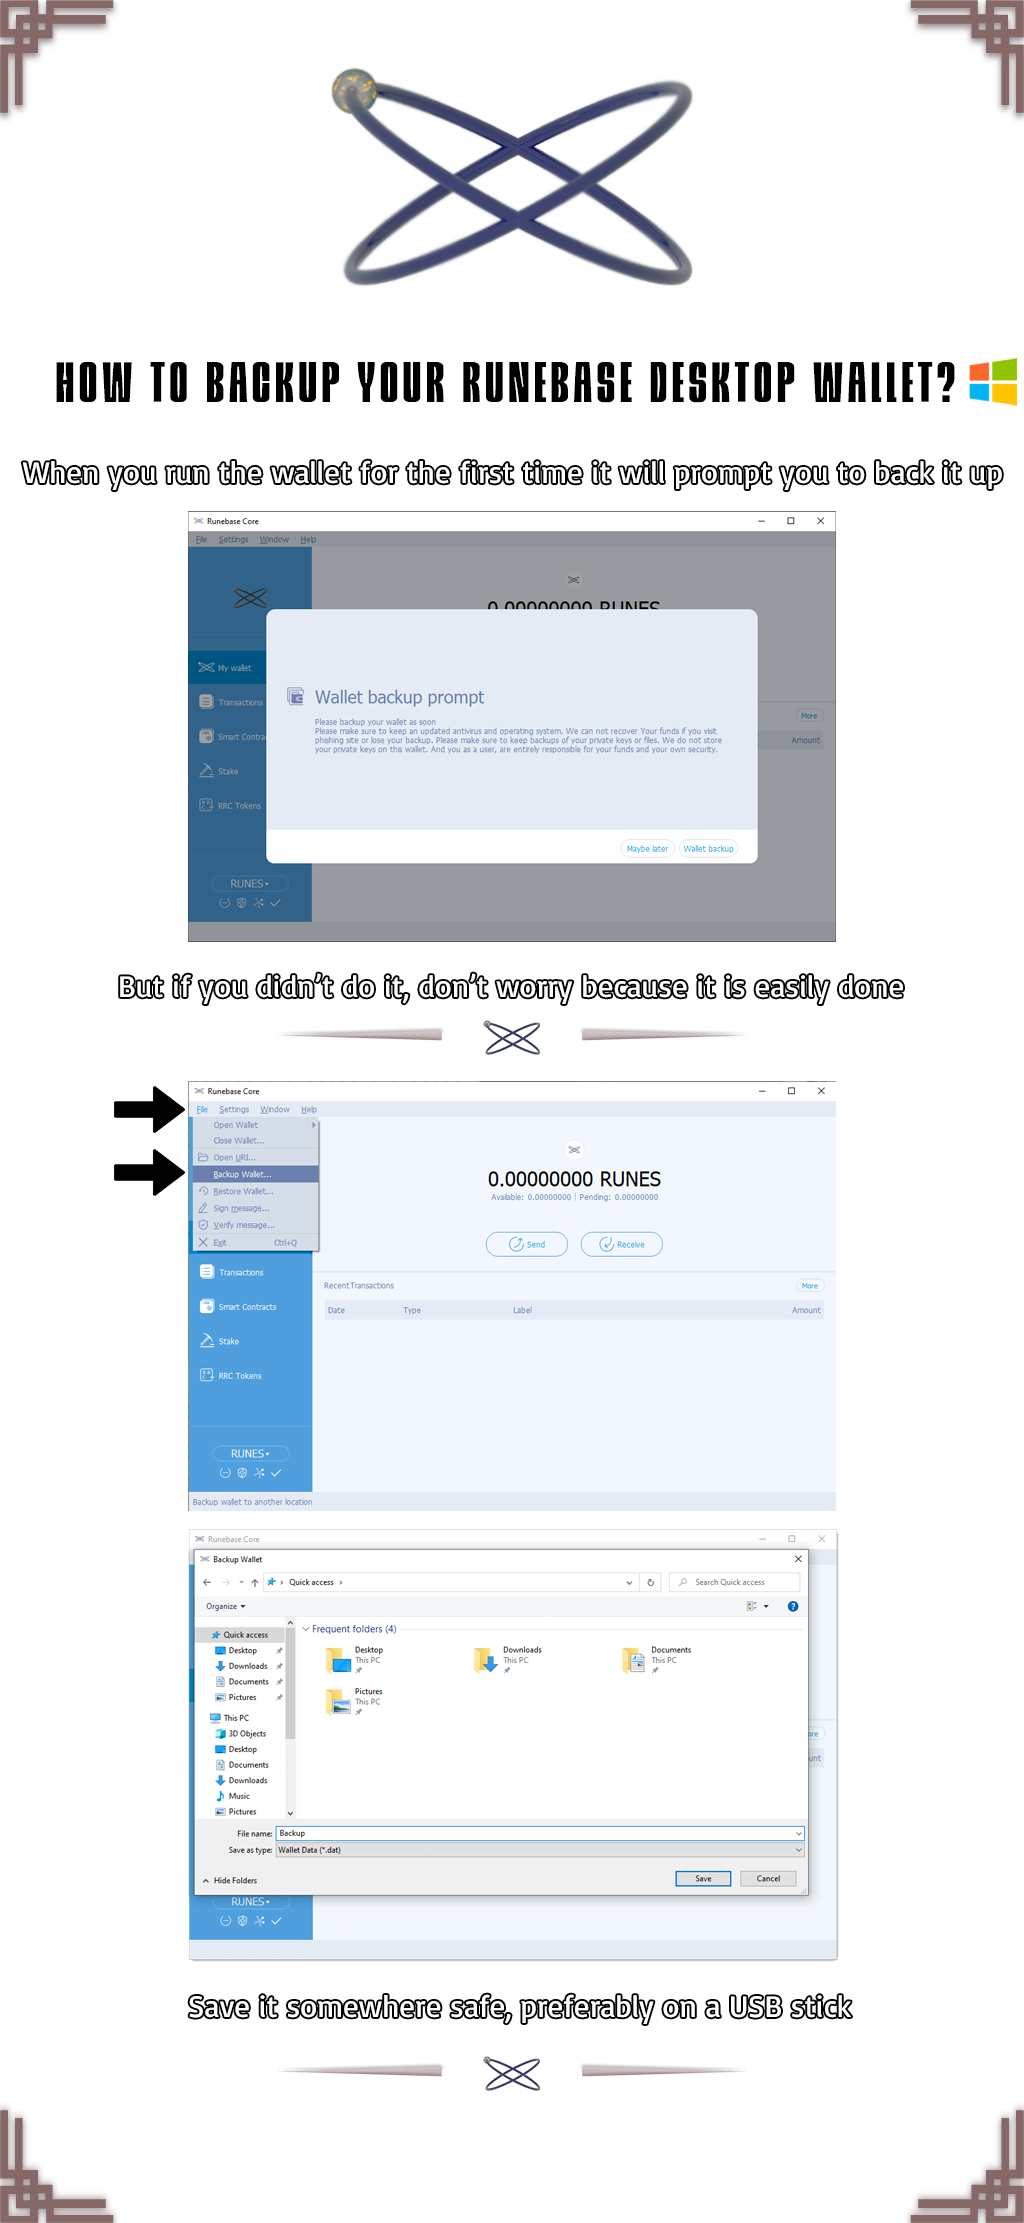 HOW TO BACKUP YOUR RUNEBASE DESKTOP WALLET?
When you run the wallet for the first time it will prompt you to back it up
Runebase Core
File Settings Window Help
0.00000000 RUNES
My wallet
Transactions
Smart Contra
Stake
RRC Tokens
RUNES
More
Amount
Wallet backup prompt
Please backup your wallet as soon
Please make sure to keep an updated antivirus and operating system. We can not recover Your funds if you visit
phishing site or lose your backup. Please make sure to keep backups of your private keys or files. We do not store
your private keys on this wallet. And you as a user, are entirely responsible for your funds and your own security.
Maybe later Wallet backup
But if you didn't do it, don't worry because it is easily done
Runebase Core
File Settings Window Help
Open Wallet
Close Wallet...
Open URI...
Backup Wallet...
Restore Wallet...
Sign message...
Verify message...
Exit Ctrl+Q
Transactions
Smart Contracts
Stake
RRC Tokens
RUNES
0.00000000 RUNES
Available: 0.00000000 | Pending: 0.00000000
Send Receive
Recent Transactions More
Date Type Label Amount
Backup wallet to another location
Runebase Core
Backup Wallet
Quick access
Search Quick access
Organize
Quick access
Desktop
Downloads
Documents
Pictures
This PC
3D Objects
Desktop
Documents
Downloads
Music
Pictures
Frequent folders (4)
Desktop
This PC
Downloads
This PC
Documents
This PC
Pictures
This PC
ore
unt
File name: Backup
Save as type: Wallet Data (*.dat)
Hide Folders
Save Cancel
RUNES
Save it somewhere safe, preferably on a USB stick